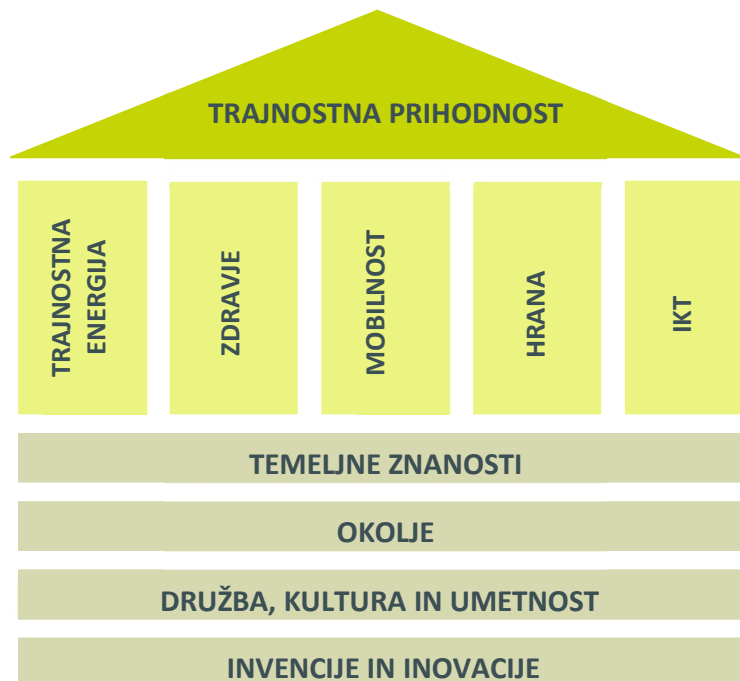 TRAJNOSTNA PRIHODNOST
TRAJNOSTNA
ENERGIJA
ZDRAVJE
MOBILNOST
HRANA
IKT
TEMELJNE ZNANOSTI
OKOLJE
DRUŽBA, KULTURA IN UMETNOST
INVENCIJE IN INOVACIJE